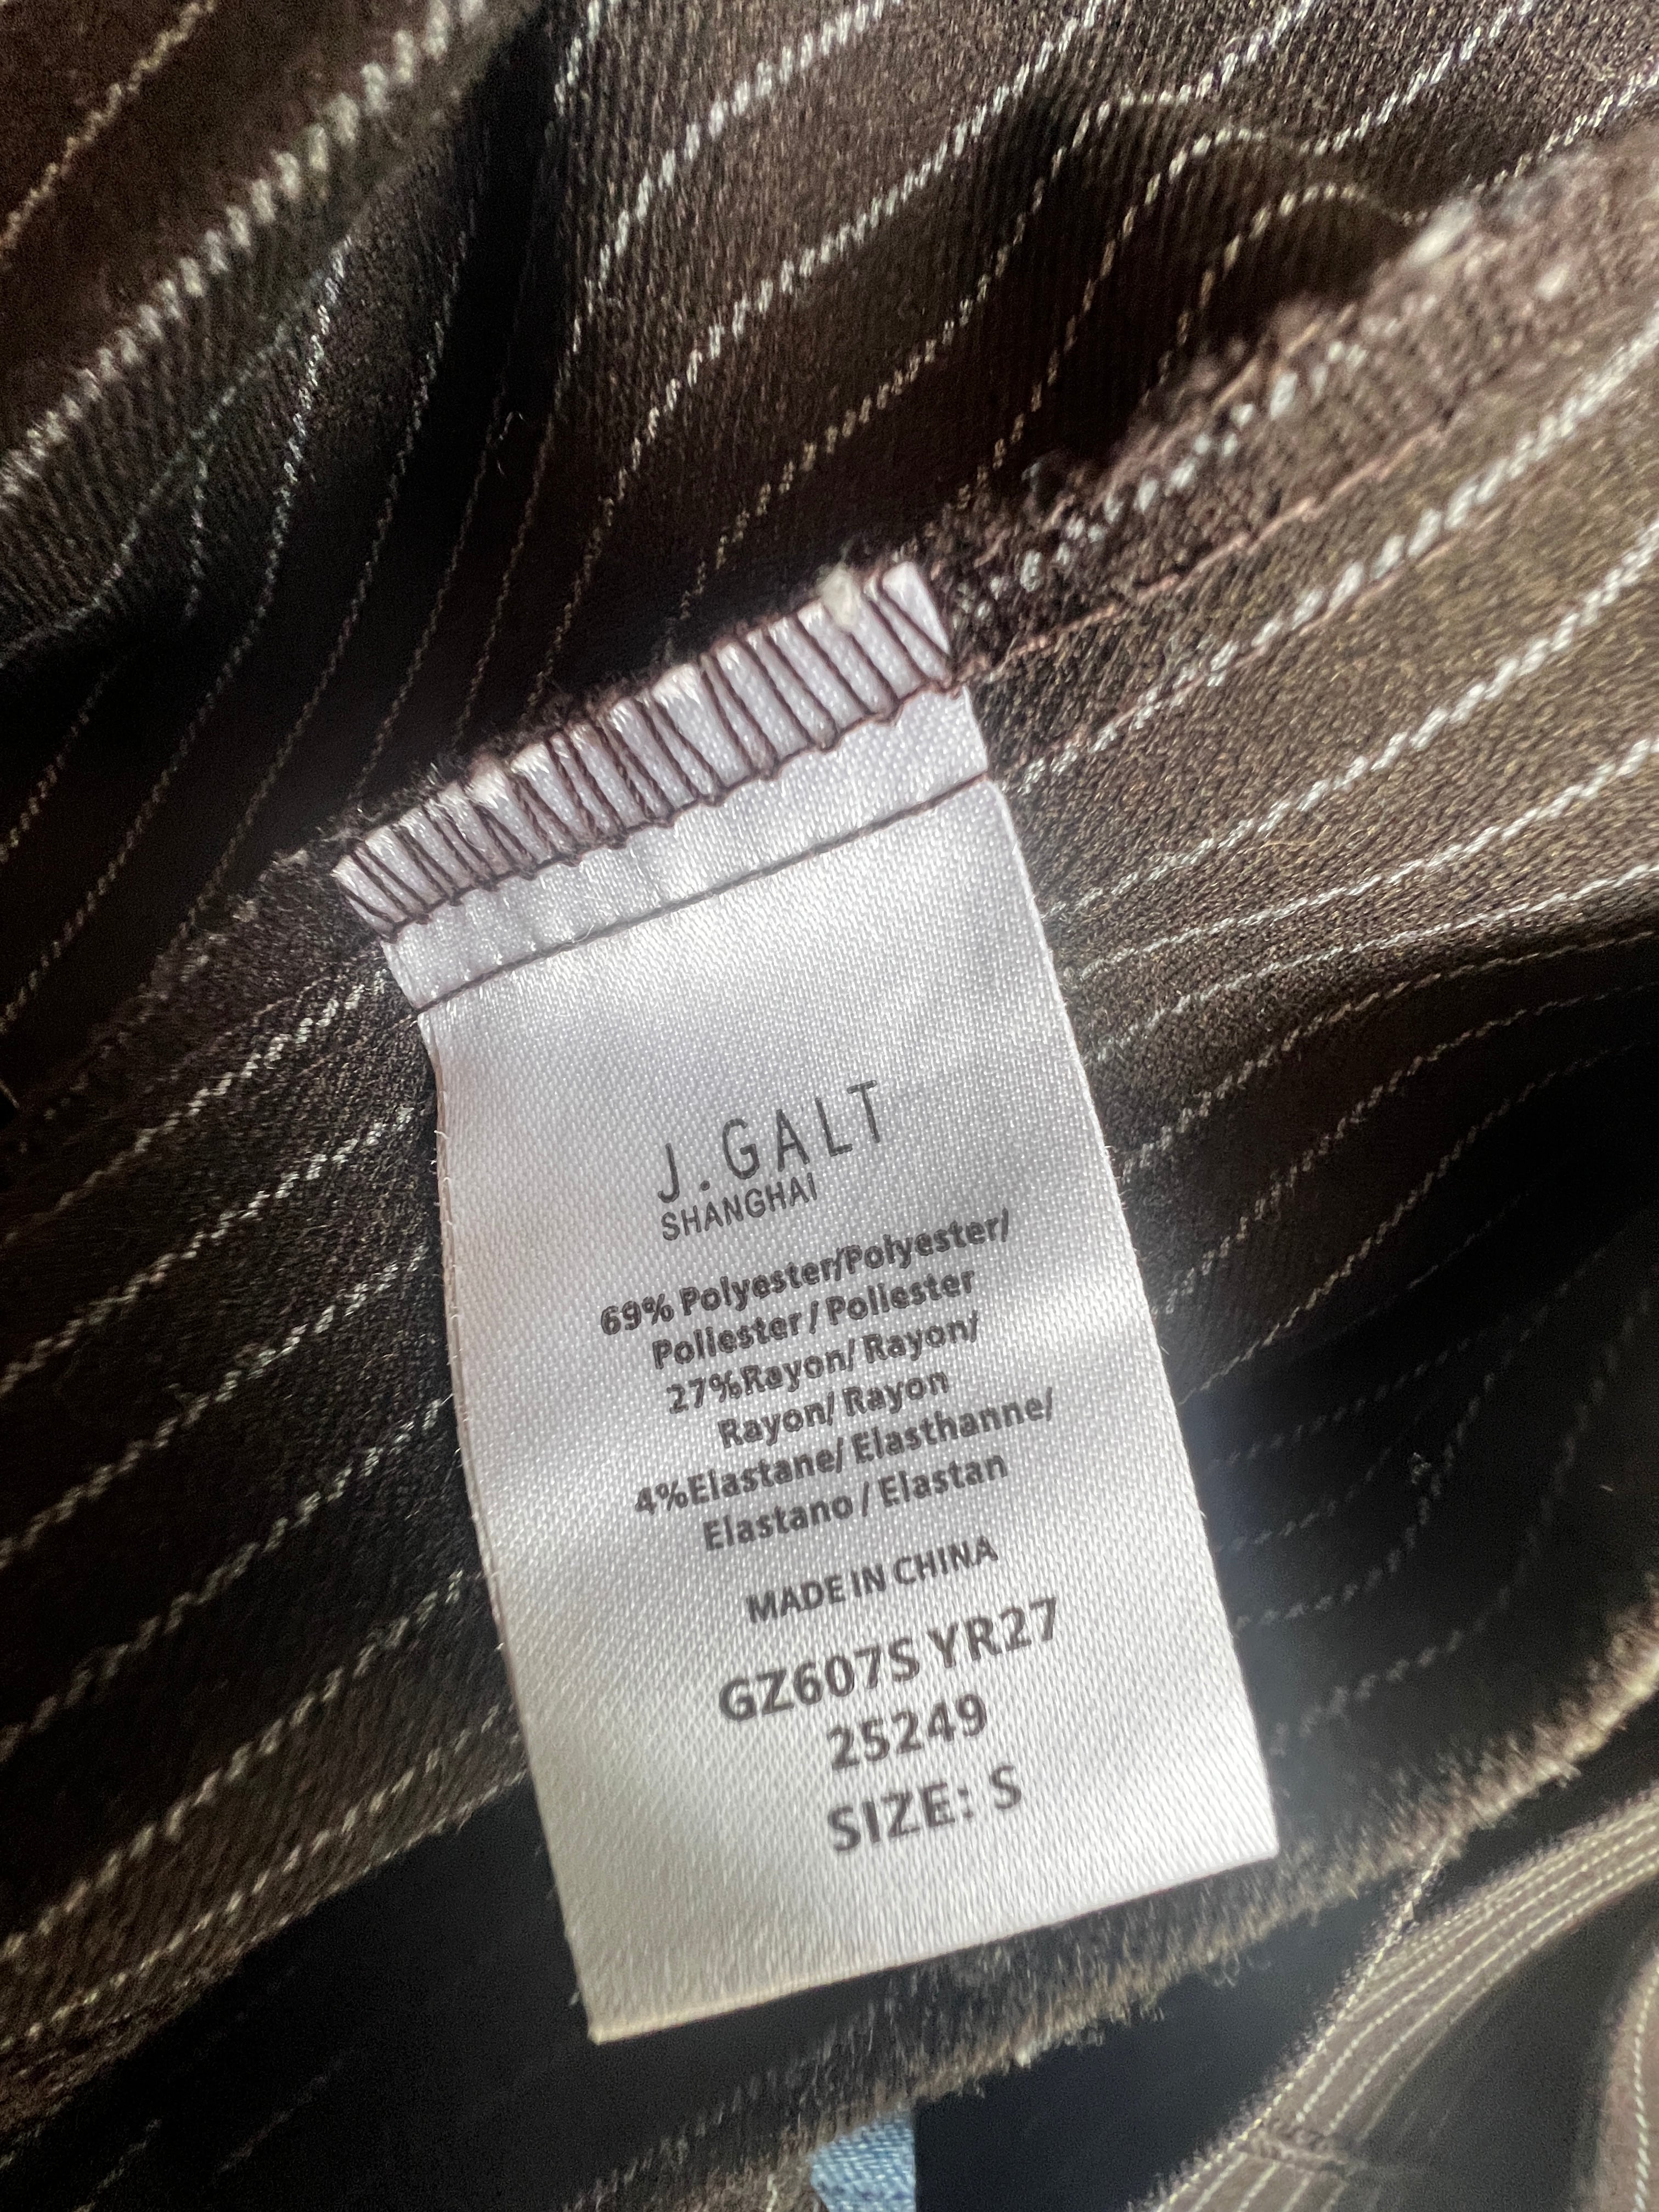 J.GALT
SHANGHAI
69% Polyester/Polyester/
Poliester / Poliester
27%Rayon/ Rayon/
Rayon/ Rayon
4%Elastane/ Elasthanne/
Elastano / Elastan
MADE IN CHINA
GZ607S YR27
25249
SIZE: S